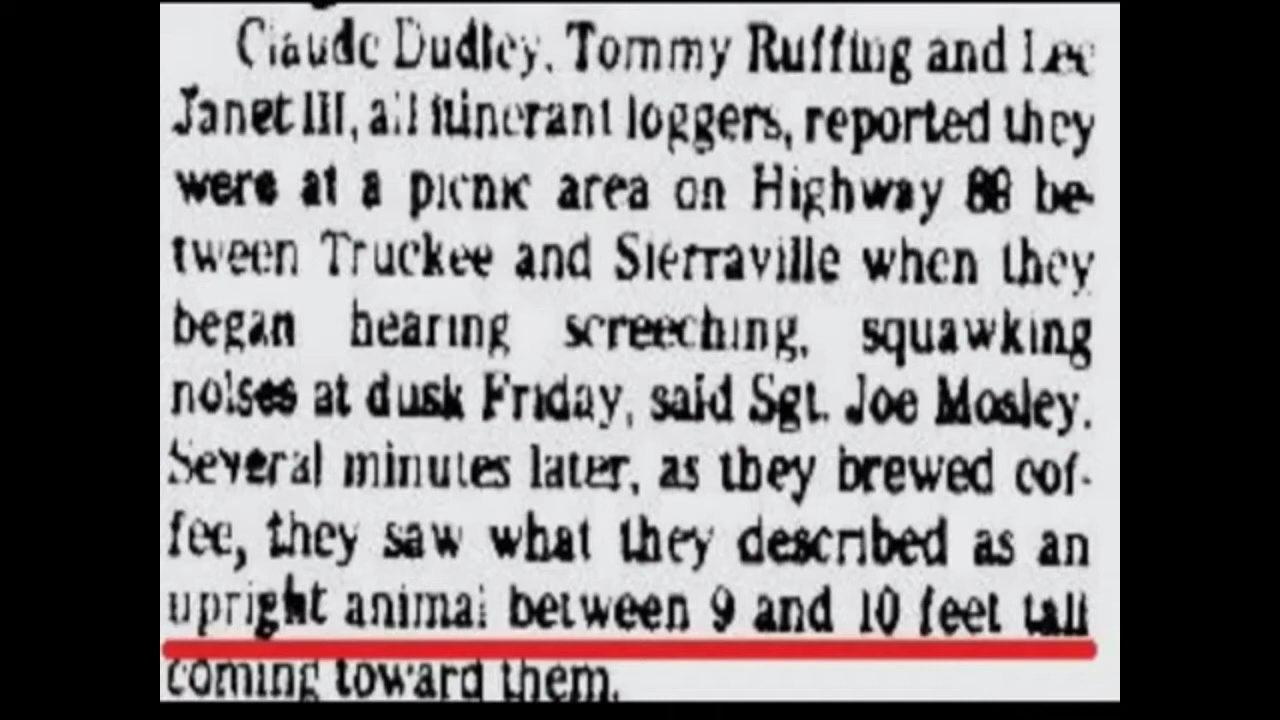 Claude Dudley, Tommy Ruffing and Lee
Janet III, all itinerant loggers, reported they
were at a picnic area on Highway 88 be-
tween Truckee and Sierraville when they
began hearing screeching, squawking
noises at dusk Friday, said Sgt. Joe Mosley.
Several minutes later, as they brewed cof-
fee, they saw what they described as an
upright animal between 9 and 10 feet tall
coming toward them.